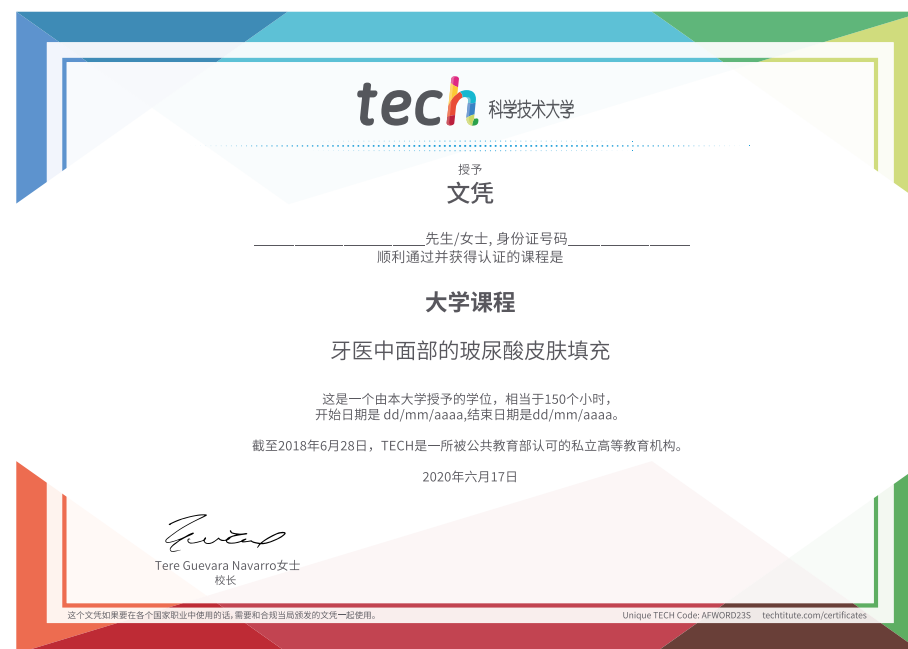 tech 科学技术大学
授予
文凭
先生/女士, 身份证号码
顺利通过并获得认证的课程是
大学课程
牙医中面部的玻尿酸皮肤填充
这是一个由本大学授予的学位，相当于150个小时，
开始日期是 dd/mm/aaaa,结束日期是dd/mm/aaaa。
截至2018年6月28日，TECH是一所被公共教育部认可的私立高等教育机构。
2020年六月17日
Tere Guevara Navarro女士
校长
这个文凭如果要在各个国家职业中使用的话,需要和合规当局颁发的文凭一起使用。
Unique TECH Code: AFWORD23S techtitute.com/certificates